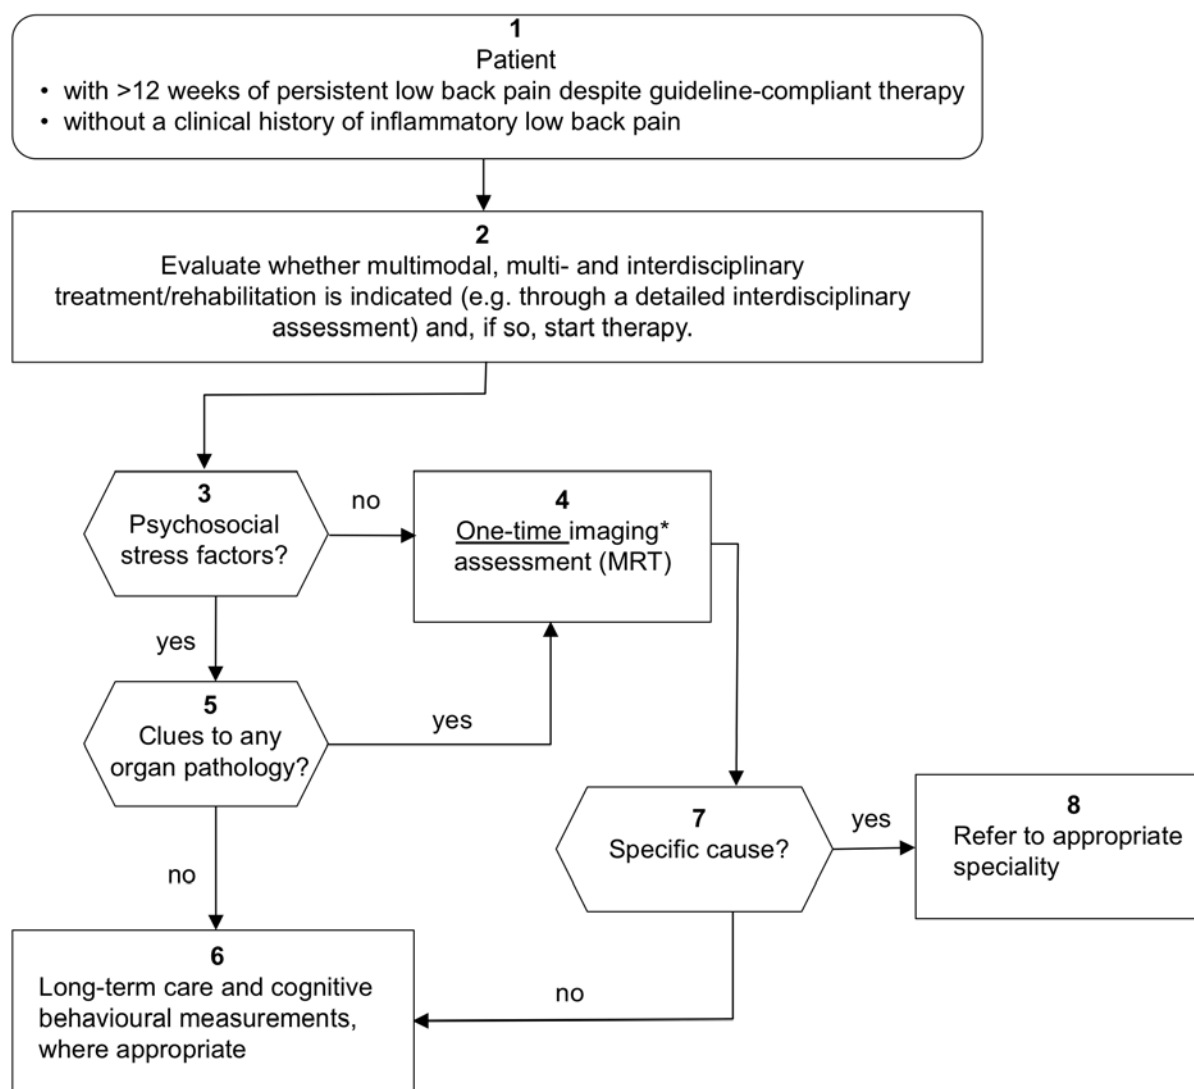 1
Patient
• with >12 weeks of persistent low back pain despite guideline-compliant therapy
• without a clinical history of inflammatory low back pain
2
Evaluate whether multimodal, multi- and interdisciplinary
treatment/rehabilitation is indicated (e.g. through a detailed interdisciplinary
assessment) and, if so, start therapy.
3
Psychosocial
stress factors?
no
4
One-time imaging*
assessment (MRT)
yes
5
Clues to any
organ pathology?
yes
7
Specific cause?
yes
8
Refer to appropriate
speciality
no
6
Long-term care and cognitive
behavioural measurements,
where appropriate
no